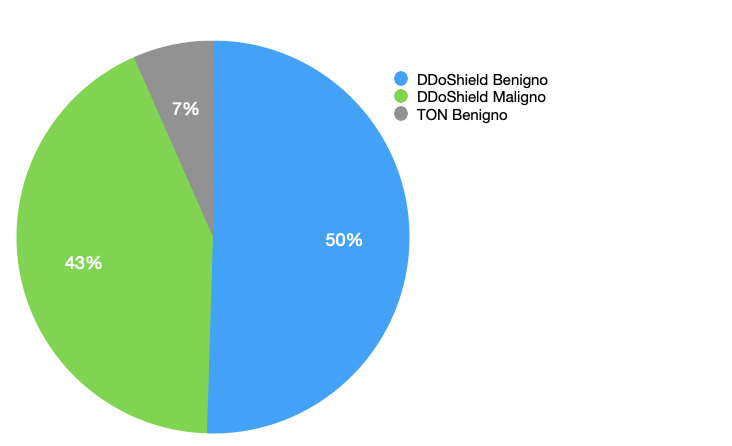 DDoShield Benigno
DDoShield Maligno
TON Benigno
7%
50%
43%